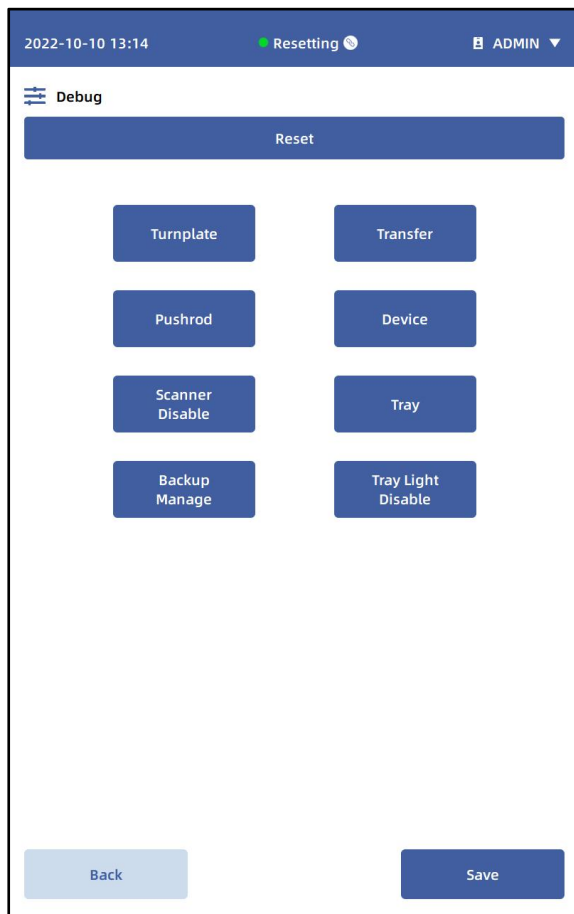 2022-10-10 13:14 Resetting ADMIN
Debug
Reset
Turnplate Transfer
Pushrod Device
Scanner
Disable
Tray
Backup
Manage
Tray Light
Disable
Back Save